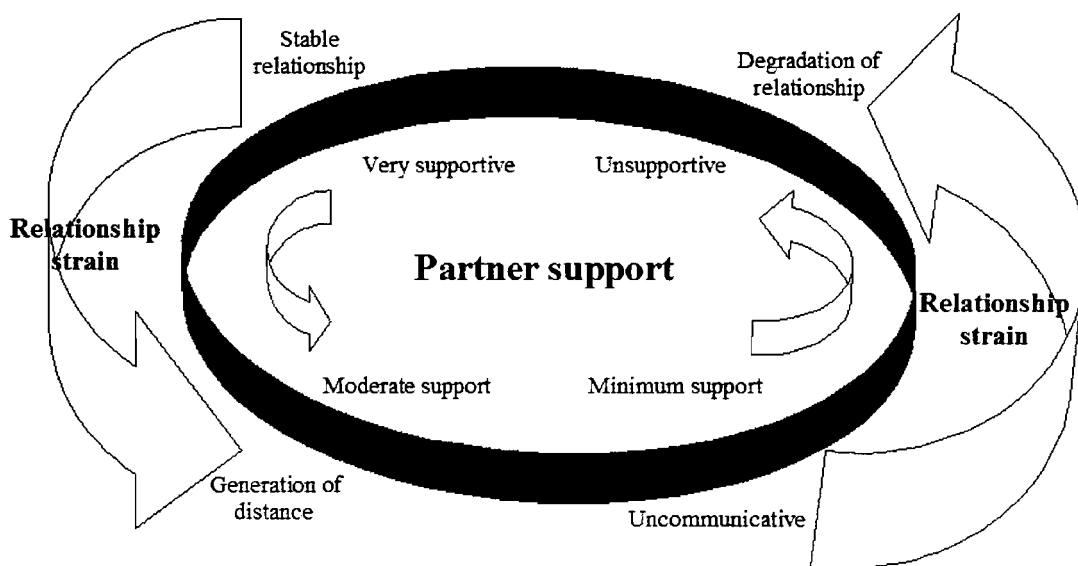 Stable
relationship
Degradation of
relationship
Very supportive
Unsupportive
Relationship
strain
Partner support
Relationship
strain
Moderate support
Minimum support
Generation of
distance
Uncommunicative